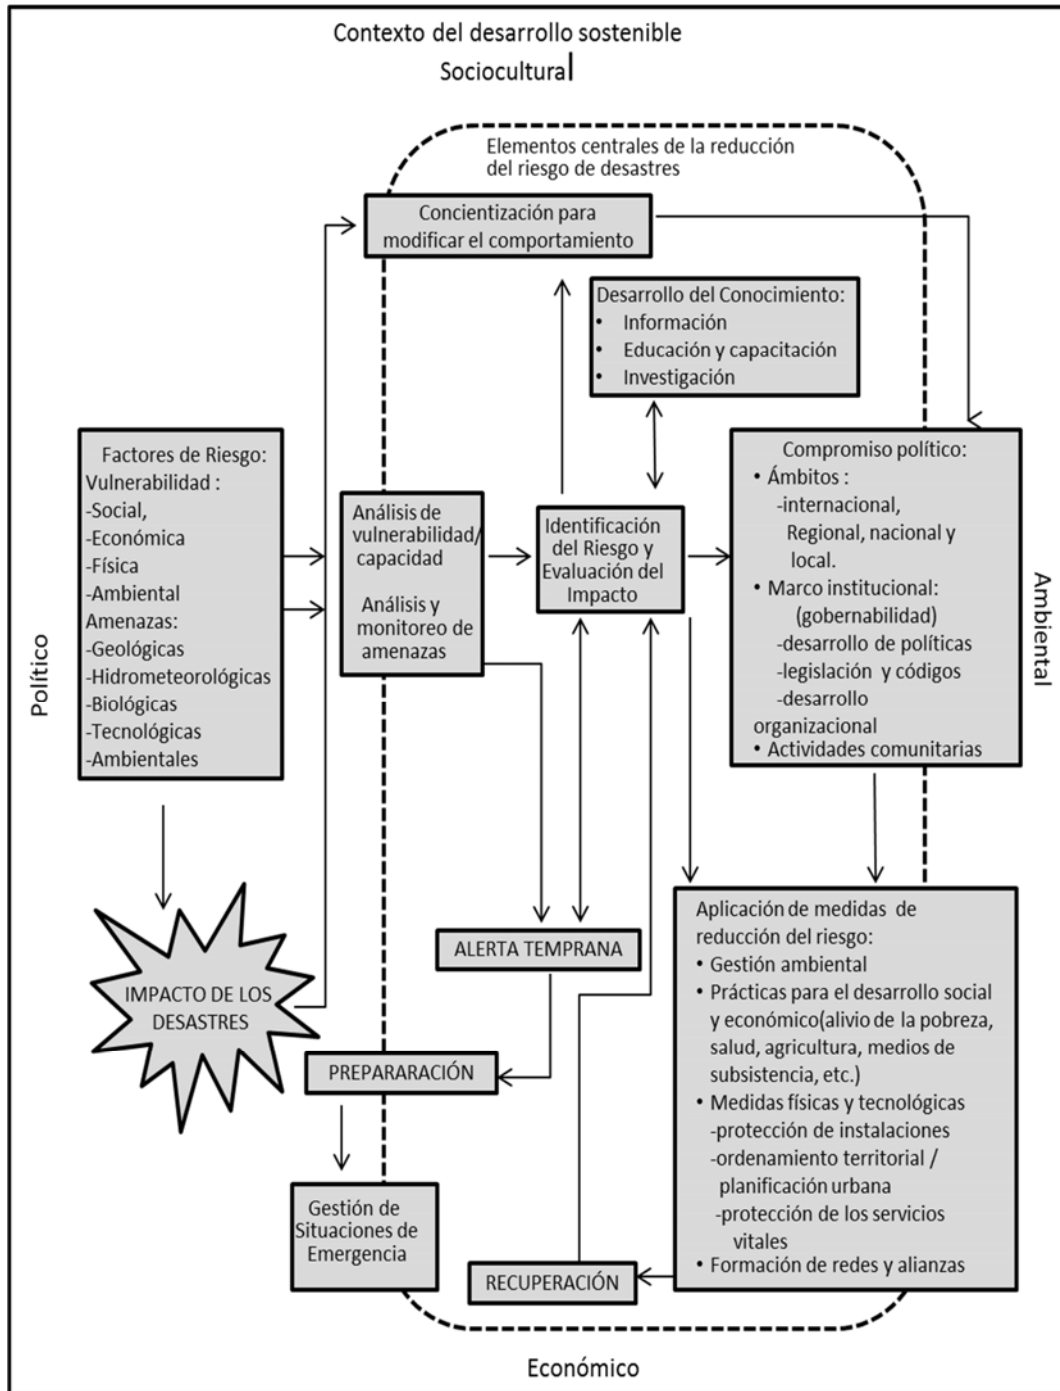 Contexto del desarrollo sostenible
Sociocultural
Elementos centrales de la reducción
del riesgo de desastres
Concientización para
modificar el comportamiento
Desarrollo del Conocimiento:
• Información
• Educación y capacitación
• Investigación
Factores de Riesgo:
Vulnerabilidad :
-Social,
-Económica
-Física
-Ambiental
Amenazas:
-Geológicas
-Hidrometeorológicas
-Biológicas
-Tecnológicas
-Ambientales
Análisis de
vulnerabilidad/
capacidad
Análisis y
monitoreo de
amenazas
Identificación
del Riesgo y
Evaluación del
Impacto
Compromiso político:
• Ámbitos :
-internacional,
Regional, nacional y
local.
• Marco institucional:
(gobernabilidad)
-desarrollo de políticas
-legislación y códigos
-desarrollo
organizacional
• Actividades comunitarias
Político
Ambiental
IMPACTO DE LOS
DESASTRES
ALERTA TEMPRANA
PREPARARACIÓN
Gestión de
Situaciones de
Emergencia
RECUPERACIÓN
Aplicación de medidas de
reducción del riesgo:
• Gestión ambiental
• Prácticas para el desarrollo social
y económico(alivio de la pobreza,
salud, agricultura, medios de
subsistencia, etc.)
• Medidas físicas y tecnológicas
-protección de instalaciones
-ordenamiento territorial /
planificación urbana
-protección de los servicios
vitales
• Formación de redes y alianzas
Económico